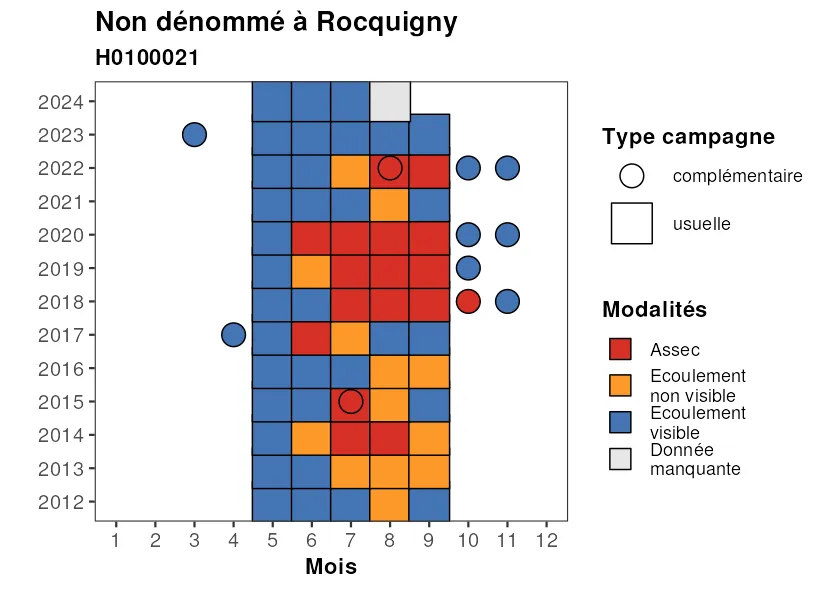 Non dénommé à Rocquigny
H0100021
2024
2023
2022
2021
2020
2019
2018
2017
2016
2015
2014
2013
2012
1 2 3 4 5 6 7 8 9 10 11 12
Mois
Type campagne
complémentaire
usuelle
Modalités
Assec
Ecoulement
non visible
Ecoulement
visible
Donnée
manquante